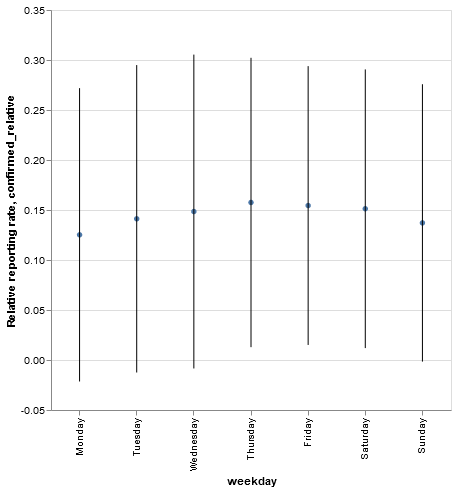 0.35
0.30
0.25
0.20
0.15
0.10
0.05
0.00
-0.05
Relative reporting rate, confirmed_relative
Monday
Tuesday
Wednesday
Thursday
Friday
Saturday
Sunday
weekday